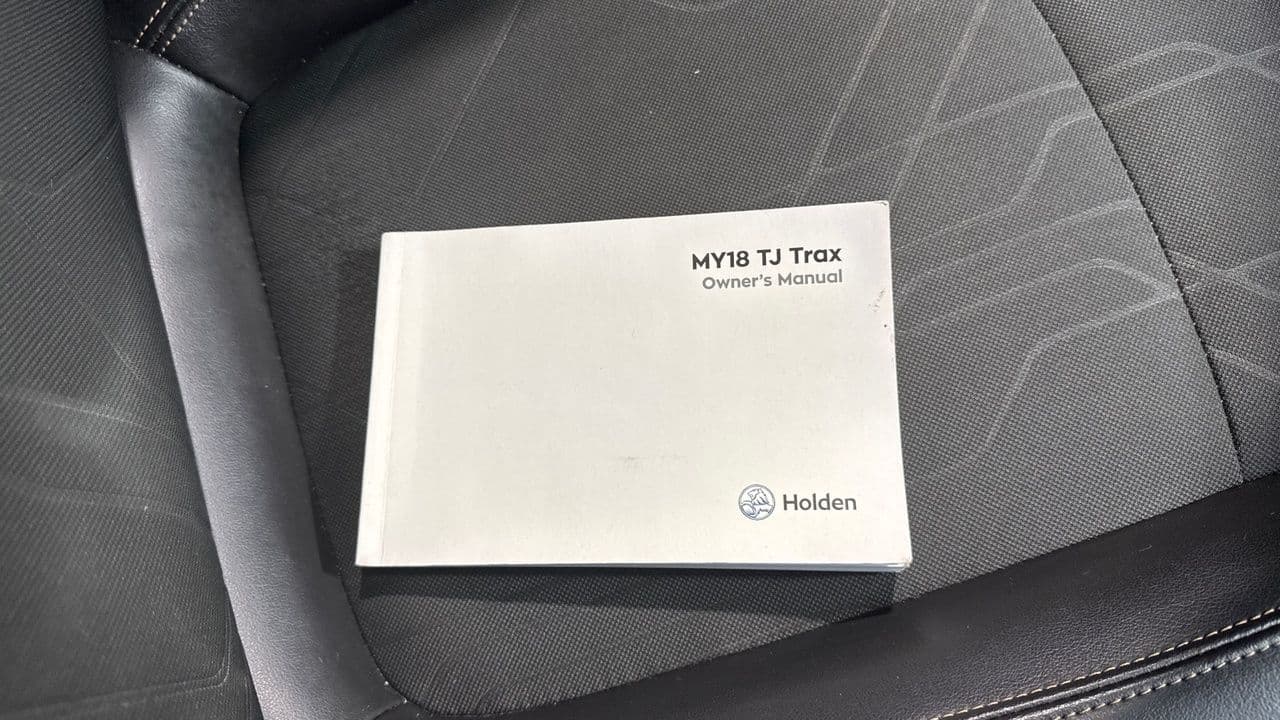 MY18 TJ Trax
Owner's Manual
Holden